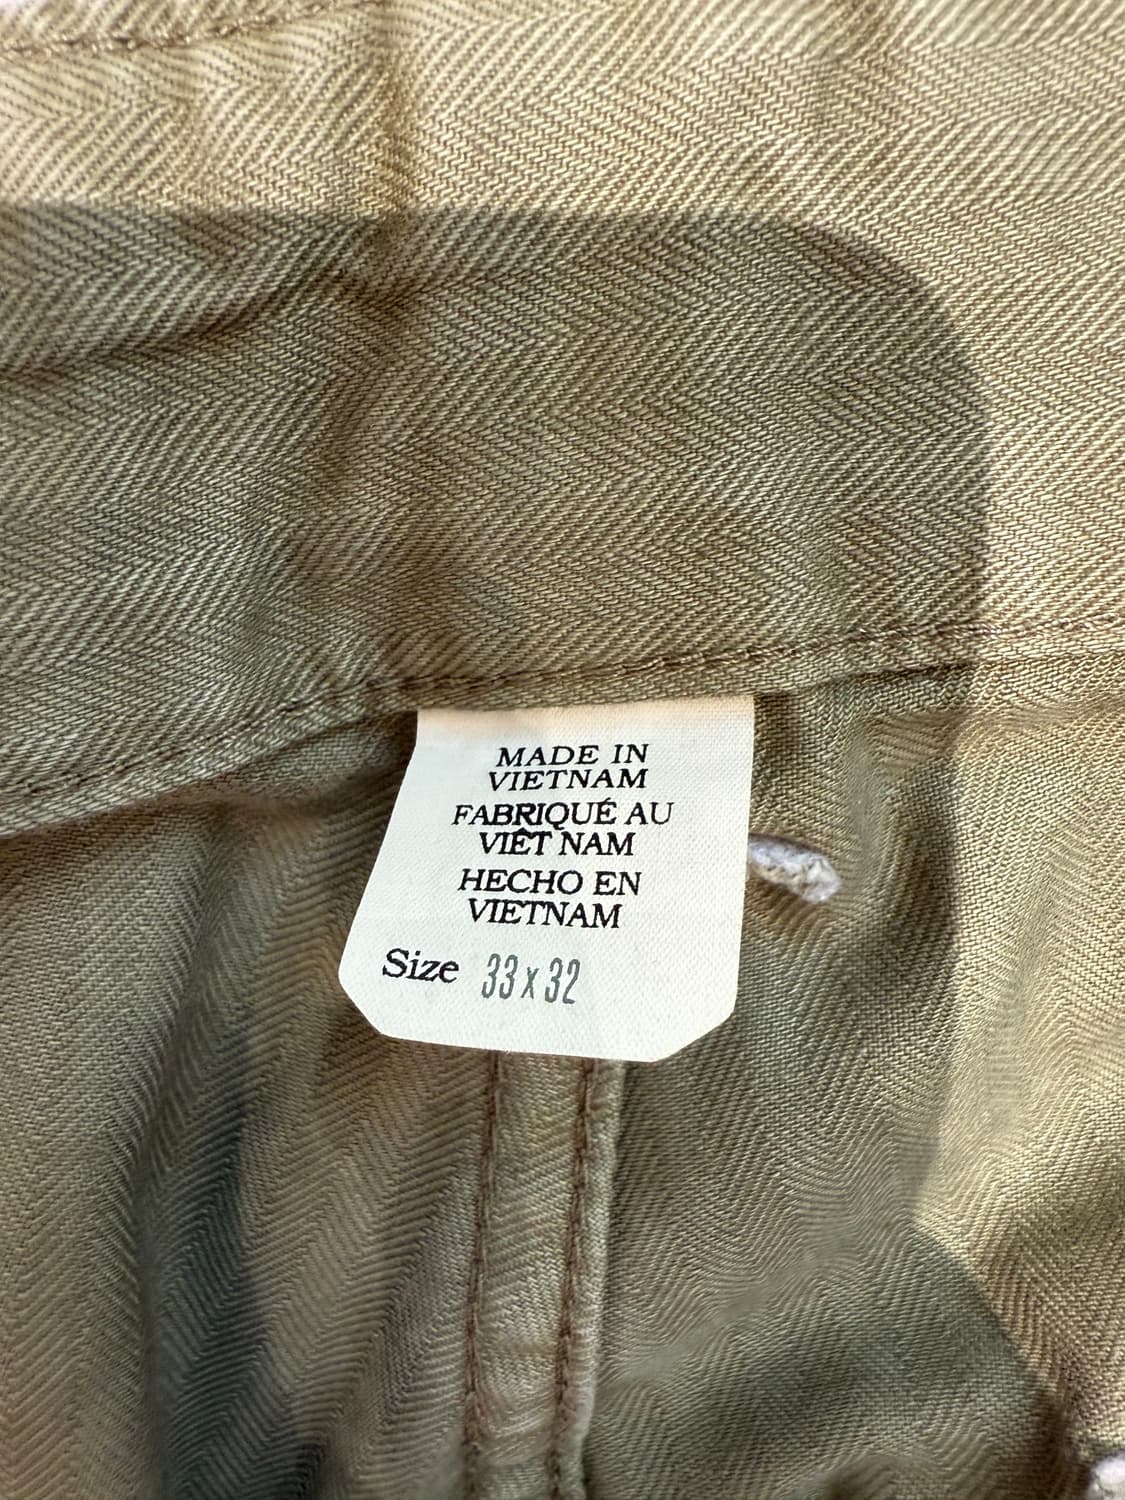 MADE IN
VIETNAM
FABRIQUÉ AU
VIÊT NAM
HECHO EN
VIETNAM
Size 33 x 32